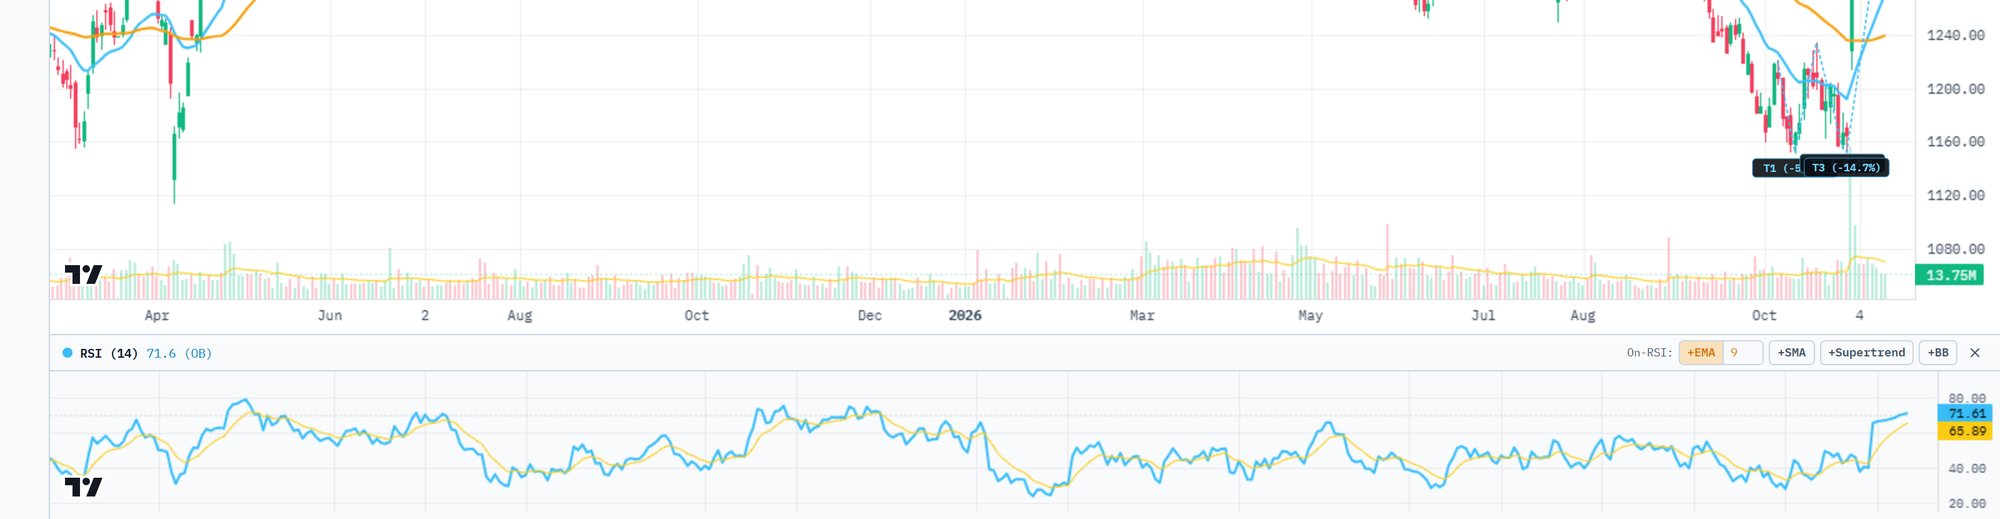 1240.00
1200.00
1160.00
T1 (-5
T3 (-14.7%)
1120.00
1080.00
13.75M
Apr Jun 2 Aug Oct Dec 2026 Mar May Jul Aug Oct 4
RSI (14) 71.6 (OB) On-RSI: +EMA 9 +SMA +Supertrend +BB ×
80.00
71.61
65.89
40.00
20.00